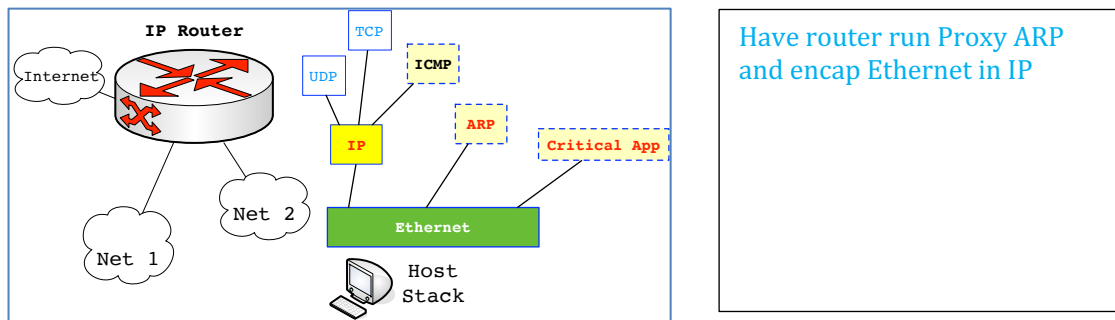 IP Router
Internet
Net 1
Net 2
TCP
UDP
ICMP
IP
ARP
Critical App
Ethernet
Host
Stack
Have router run Proxy ARP
and encap Ethernet in IP